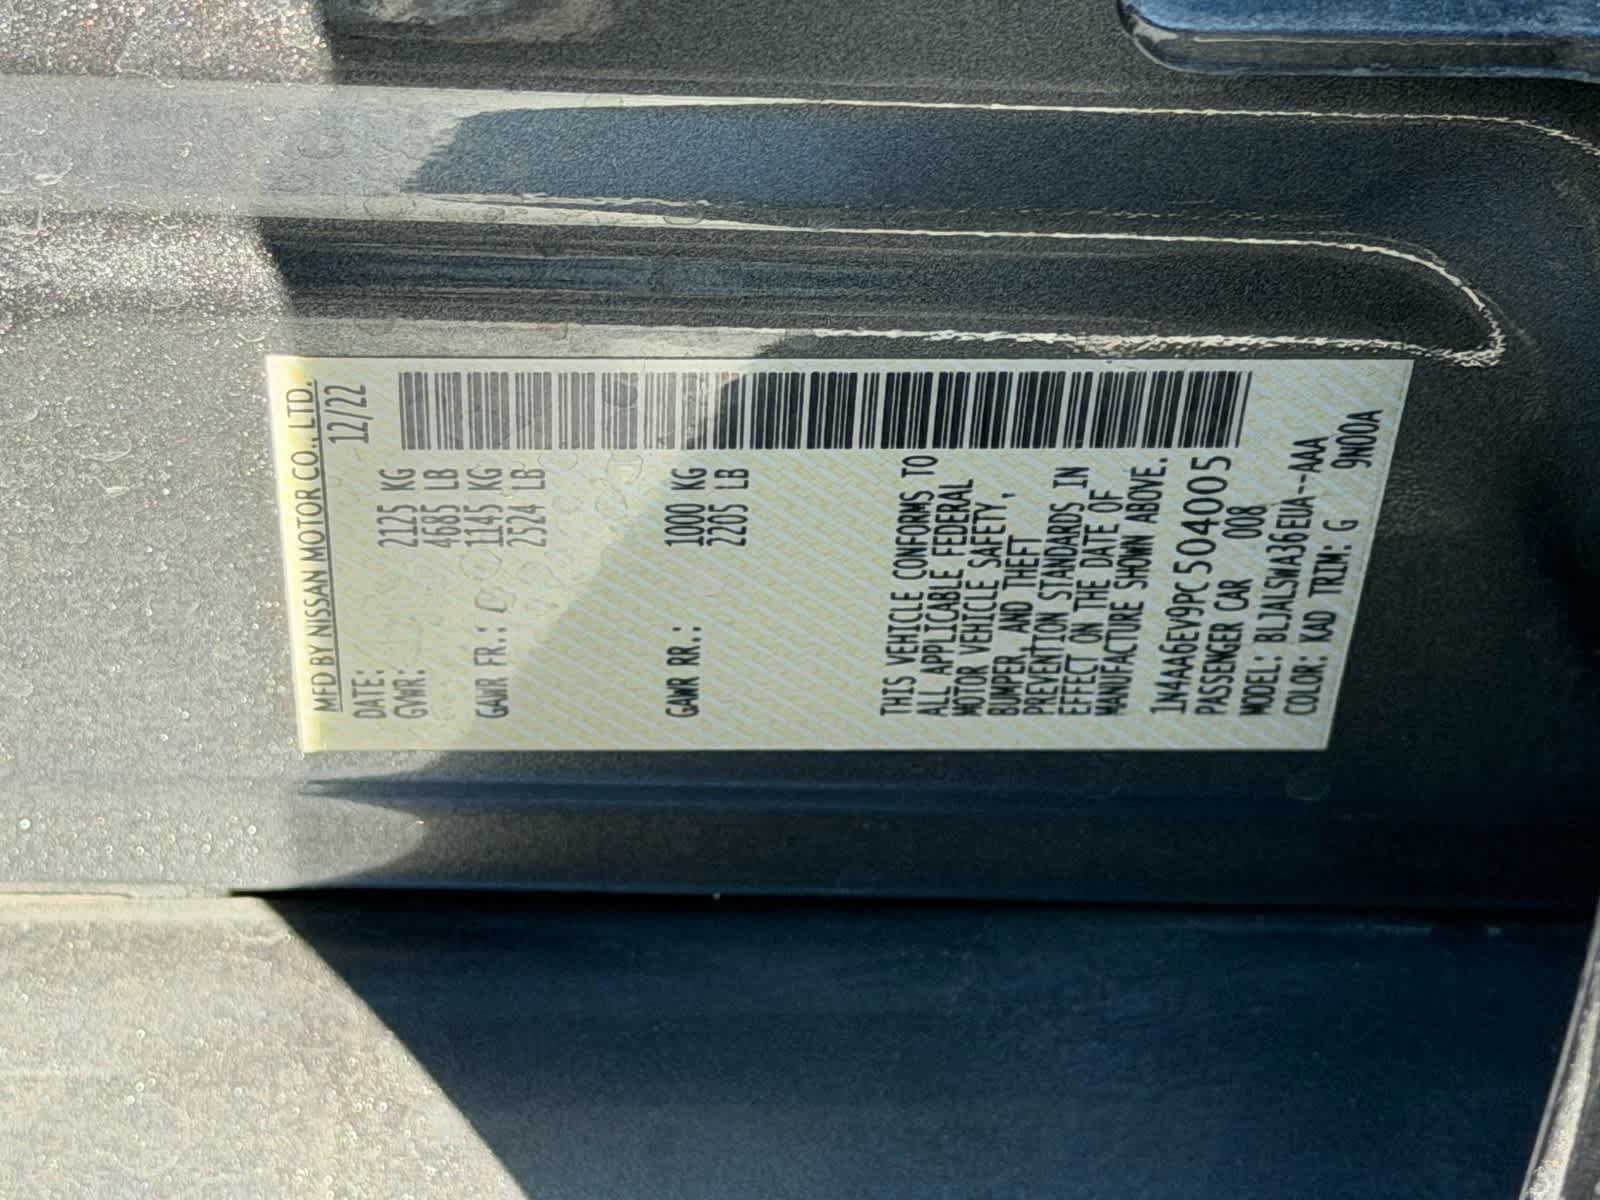 MFD BY NISSAN MOTOR CO., LTD.
DATE: 12/22
GVWR: 2125 KG
4685 LB
GAWR FR.: 1145 KG
2524 LB
GAWR RR.: 1000 KG
2205 LB
THIS VEHICLE CONFORMS TO
ALL APPLICABLE FEDERAL
MOTOR VEHICLE SAFETY,
BUMPER, AND THEFT
PREVENTION STANDARDS IN
EFFECT ON THE DATE OF
MANUFACTURE SHOWN ABOVE.
1N4AA6EV9PC504005
PASSENGER CAR 008
MODEL: BLJALSWA36EUA--AAA
COLOR: KAD TRIM: G 9N00A